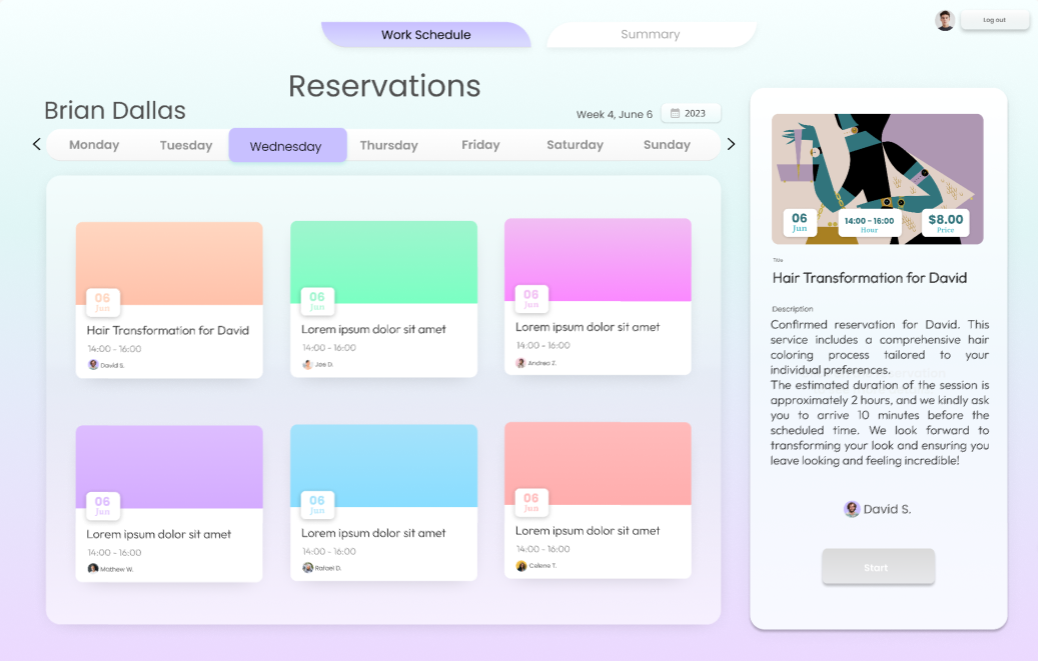 Work Schedule
Summary
Log out
Reservations
Brian Dallas
Week 4, June 6
2023
Monday
Tuesday
Wednesday
Thursday
Friday
Saturday
Sunday
06
Jun
Hair Transformation for David
14:00 - 16:00
David S.
06
Jun
Lorem ipsum dolor sit amet
14:00 - 16:00
Joe D.
06
Jun
Lorem ipsum dolor sit amet
14:00 - 16:00
Andrea Z.
06
Jun
Lorem ipsum dolor sit amet
14:00 - 16:00
Mathew W.
06
Jun
Lorem ipsum dolor sit amet
14:00 - 16:00
Rafael D.
06
Jun
Lorem ipsum dolor sit amet
14:00 - 16:00
Celene T.
06
Jun
14:00 - 16:00
Hour
$8.00
Price
Title
Hair Transformation for David
Description
Confirmed reservation for David. This
service includes a comprehensive hair
coloring process tailored to your
individual preferences.
The estimated duration of the session is
approximately 2 hours, and we kindly ask
you to arrive 10 minutes before the
scheduled time. We look forward to
transforming your look and ensuring you
leave looking and feeling incredible!
David S.
Start